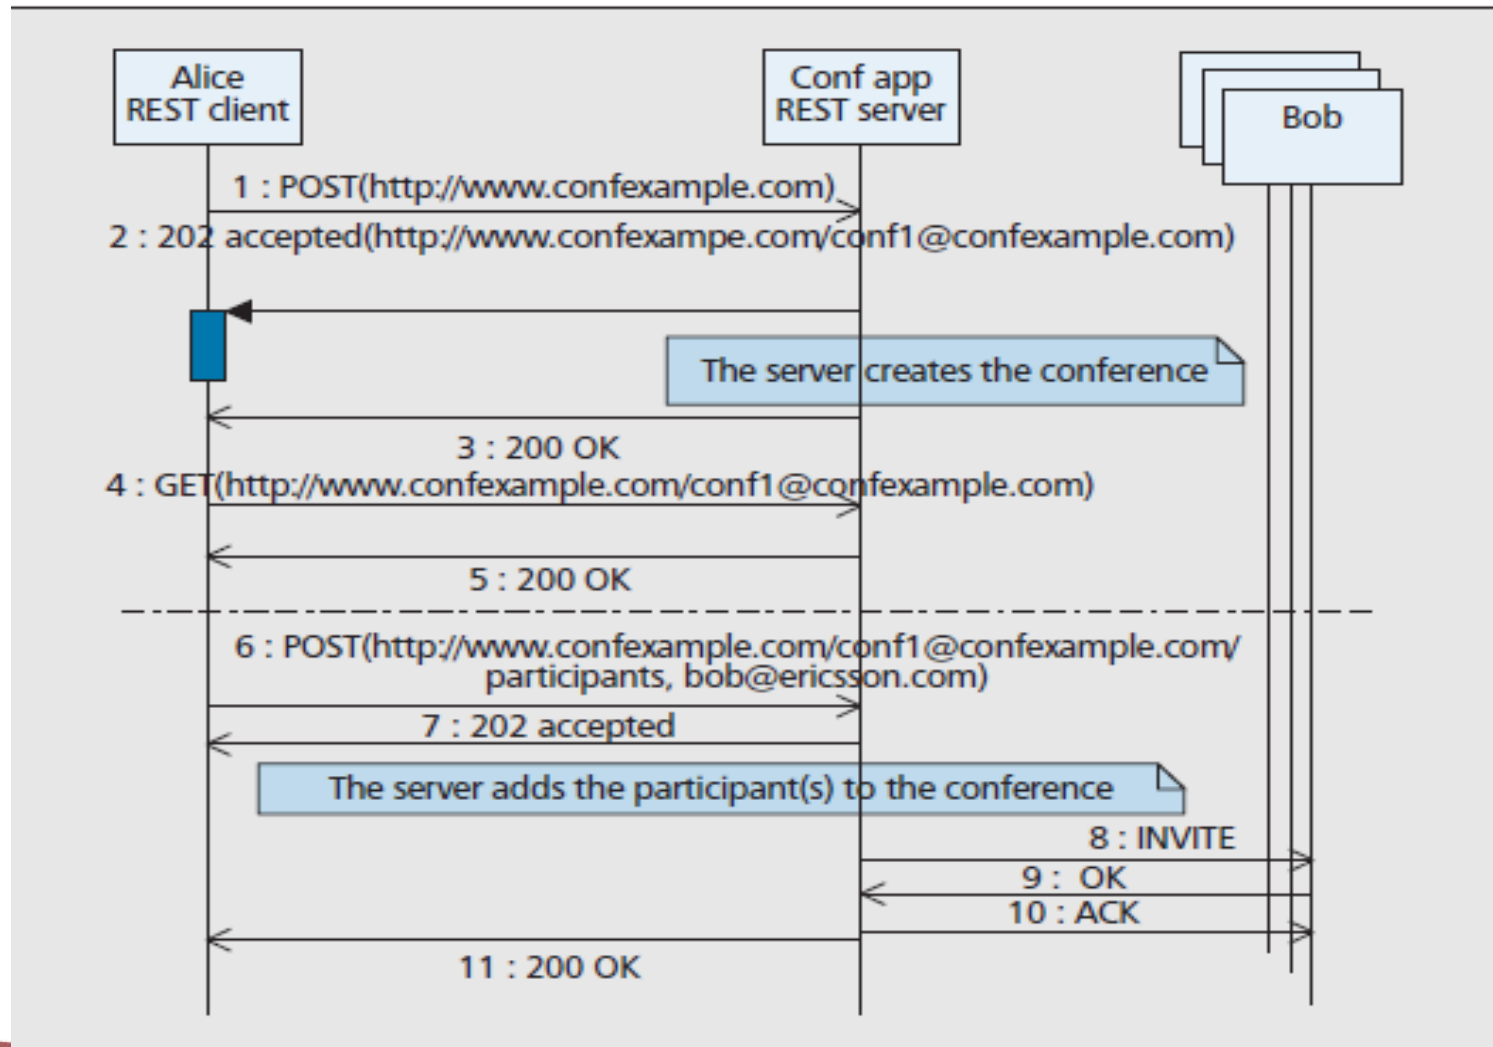 Alice
REST client
Conf app
REST server
Bob
1 : POST(http://www.confexample.com)
2 : 202 accepted(http://www.confexampe.com/conf1@confexample.com)
The server creates the conference
3 : 200 OK
4 : GET(http://www.confexample.com/conf1@confexample.com)
5 : 200 OK
6 : POST(http://www.confexample.com/conf1@confexample.com/
participants, bob@ericsson.com)
7 : 202 accepted
The server adds the participant(s) to the conference
8 : INVITE
9 :  OK
10 : ACK
11 : 200 OK